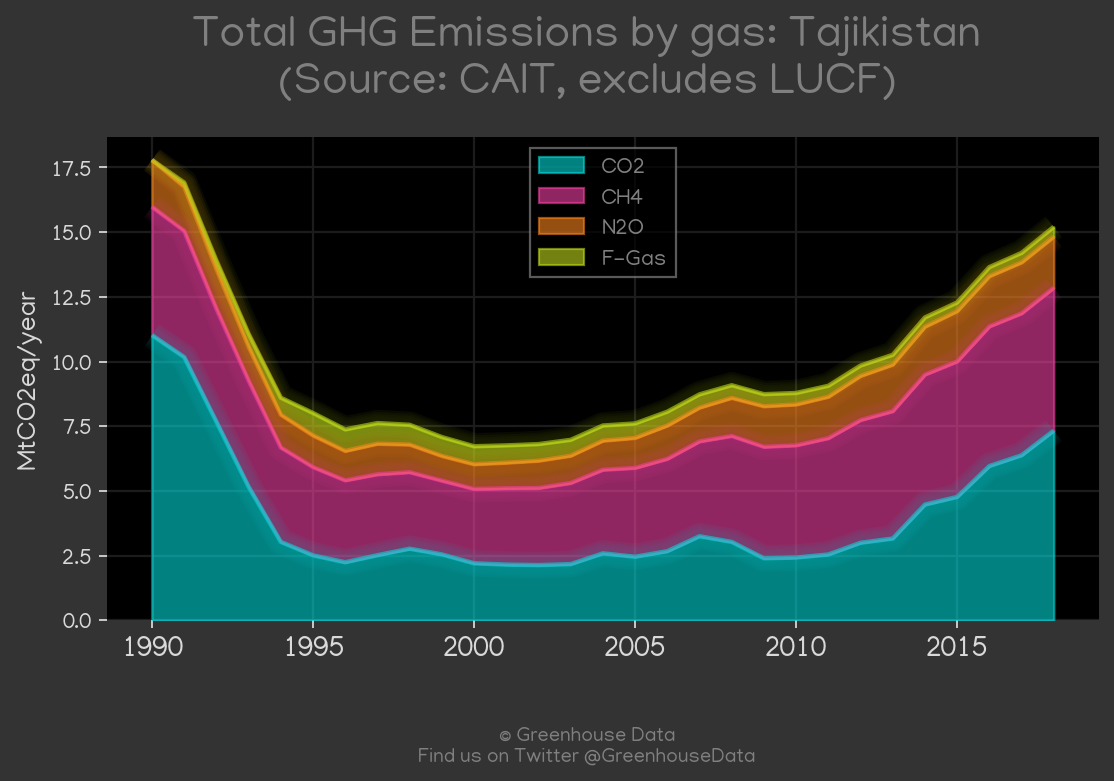 Total GHG Emissions by gas: Tajikistan
(Source: CAIT, excludes LUCF)
17.5
15.0
12.5
10.0
7.5
5.0
2.5
0.0
MtCO2eq/year
CO2
CH4
N2O
F-Gas
1990
1995
2000
2005
2010
2015
© Greenhouse Data
Find us on Twitter @GreenhouseData